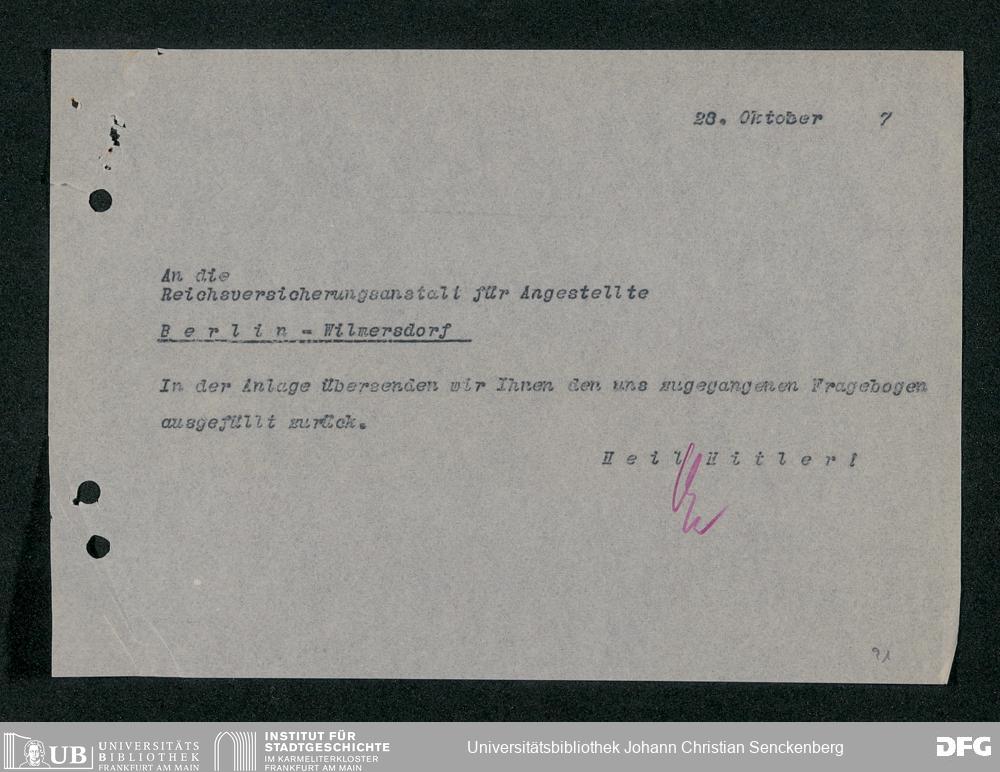 28. Oktober 7
An die
Reichsversicherungsanstalt für Angestellte
B e r l i n - Wilmersdorf
In der Anlage übersenden wir Ihnen den uns zugegangenen Fragebogen
ausgefüllt zurück.
H e i l H i t l e r !
91
UB UNIVERSITÄTS
BIBLIOTHEK
FRANKFURT AM MAIN
INSTITUT FÜR
STADTGESCHICHTE
IM KARMELITERKLOSTER
FRANKFURT AM MAIN
Universitätsbibliothek Johann Christian Senckenberg
DFG